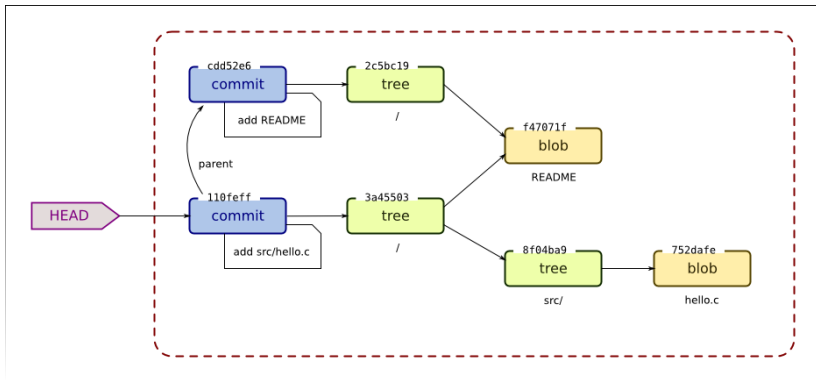 cdd52e6
commit
add README
2c5bc19
tree
/
f47071f
blob
README
parent
HEAD
110feff
commit
add src/hello.c
3a45503
tree
/
8f04ba9
tree
src/
752dafe
blob
hello.c